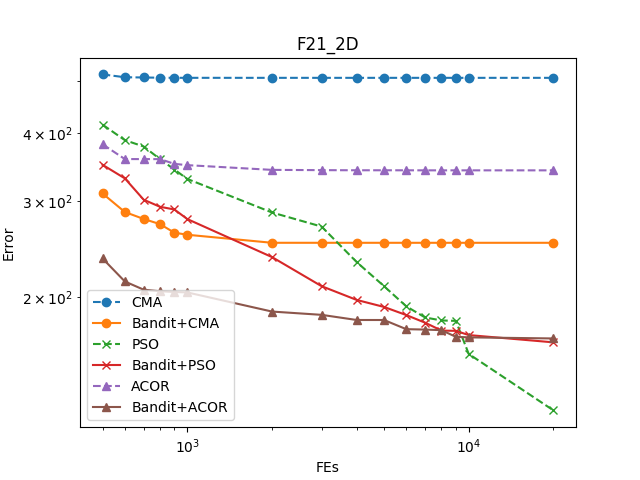 F21_2D
Error
4 × 10²
3 × 10²
2 × 10²
CMA
Bandit+CMA
PSO
Bandit+PSO
ACOR
Bandit+ACOR
10³
10⁴
FEs